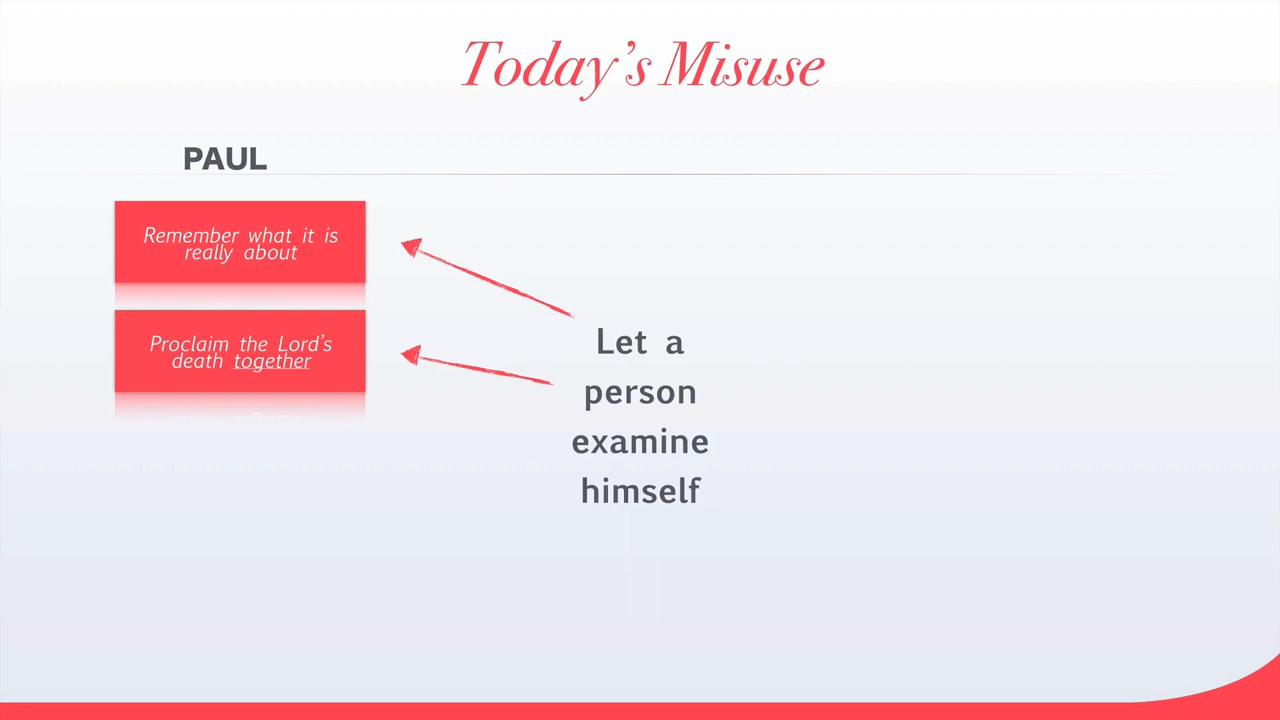 Today’s Misuse
PAUL
Remember what it is
really about
Proclaim the Lord’s
death together
Let a
person
examine
himself